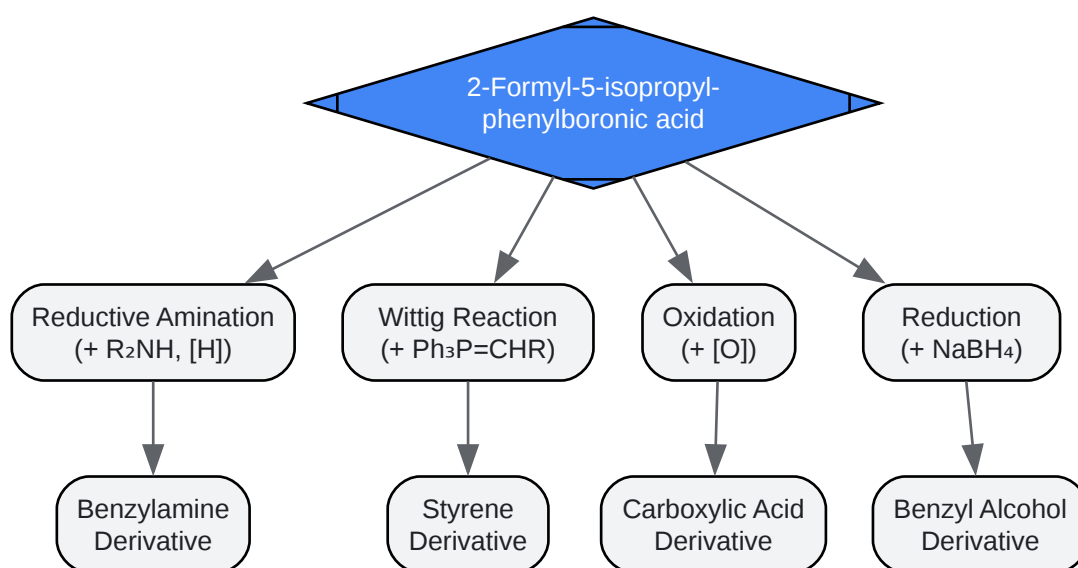 2-Formyl-5-isopropyl-
phenylboronic acid
Reductive Amination
(+ R₂NH, [H])
Wittig Reaction
(+ Ph₃P=CHR)
Oxidation
(+ [O])
Reduction
(+ NaBH₄)
Benzylamine
Derivative
Styrene
Derivative
Carboxylic Acid
Derivative
Benzyl Alcohol
Derivative